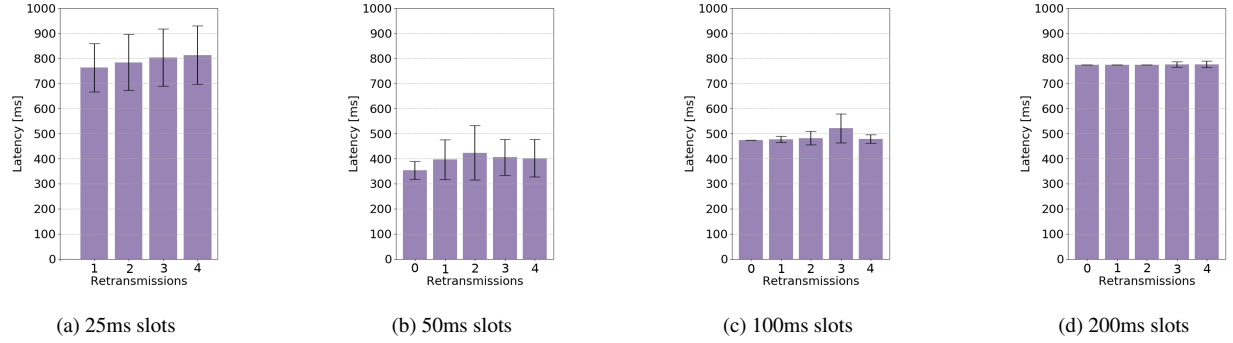 1000
900
800
700
600
500
400
300
200
100
0
Latency [ms]
1 2 3 4
Retransmissions
(a) 25ms slots
1000
900
800
700
600
500
400
300
200
100
0
Latency [ms]
0 1 2 3 4
Retransmissions
(b) 50ms slots
1000
900
800
700
600
500
400
300
200
100
0
Latency [ms]
0 1 2 3 4
Retransmissions
(c) 100ms slots
1000
900
800
700
600
500
400
300
200
100
0
Latency [ms]
0 1 2 3 4
Retransmissions
(d) 200ms slots